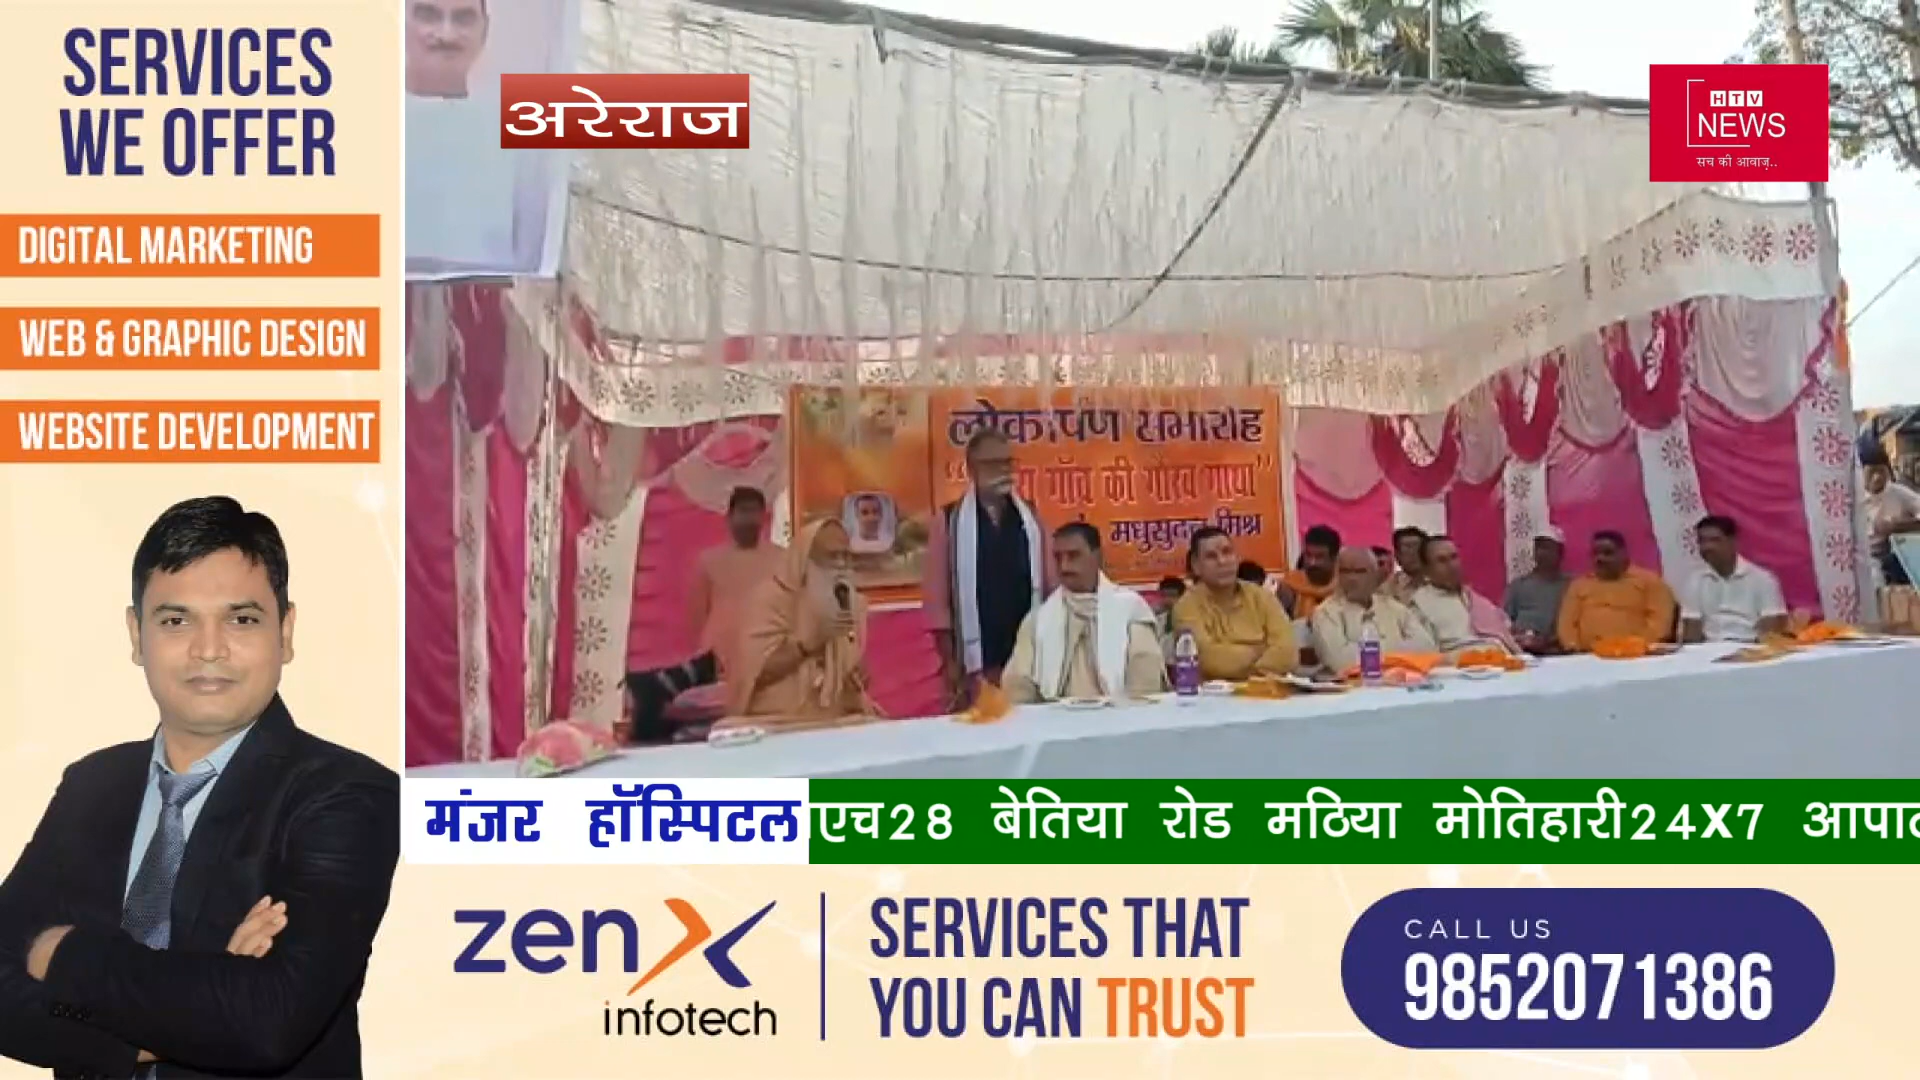 SERVICES
WE OFFER
DIGITAL MARKETING
WEB & GRAPHIC DESIGN
WEBSITE DEVELOPMENT
अरेराज
HTV
NEWS
सच की आवाज़..
लोकार्पण समारोह
गॉव की गौरव गाथा"
मधुसुदन मिश्र
मंजर हॉस्पिटल
एच28 बेतिया रोड मठिया मोतिहारी24x7
zenx
infotech
SERVICES THAT
YOU CAN TRUST
CALL US
9852071386